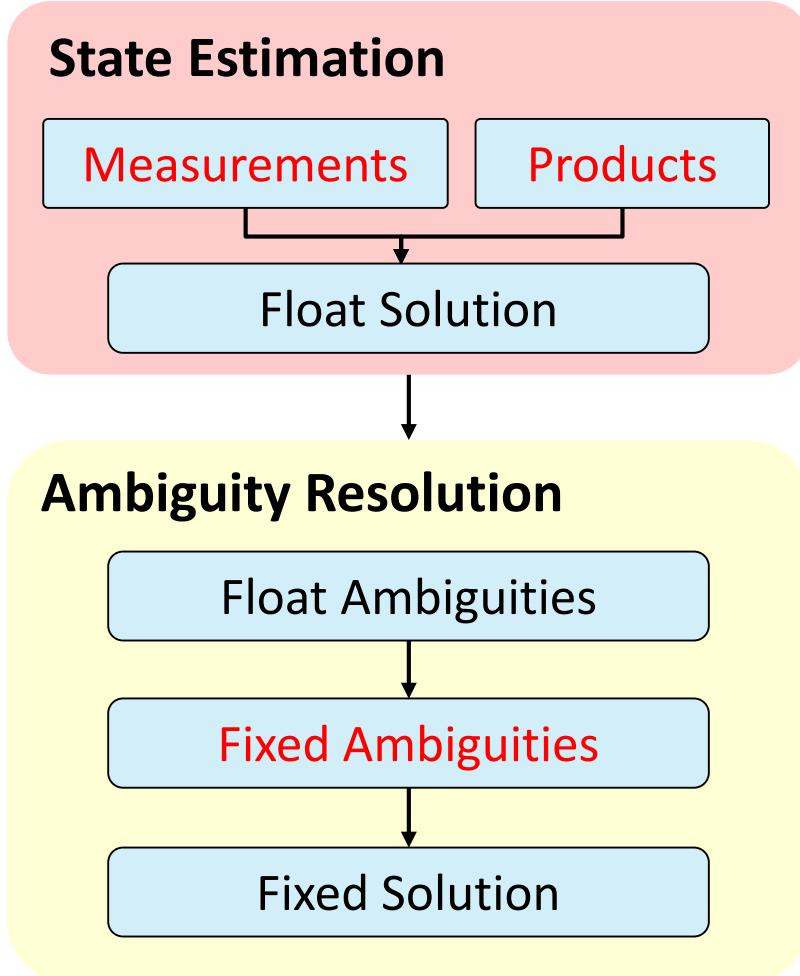 State Estimation
Measurements
Products
Float Solution
Ambiguity Resolution
Float Ambiguities
Fixed Ambiguities
Fixed Solution